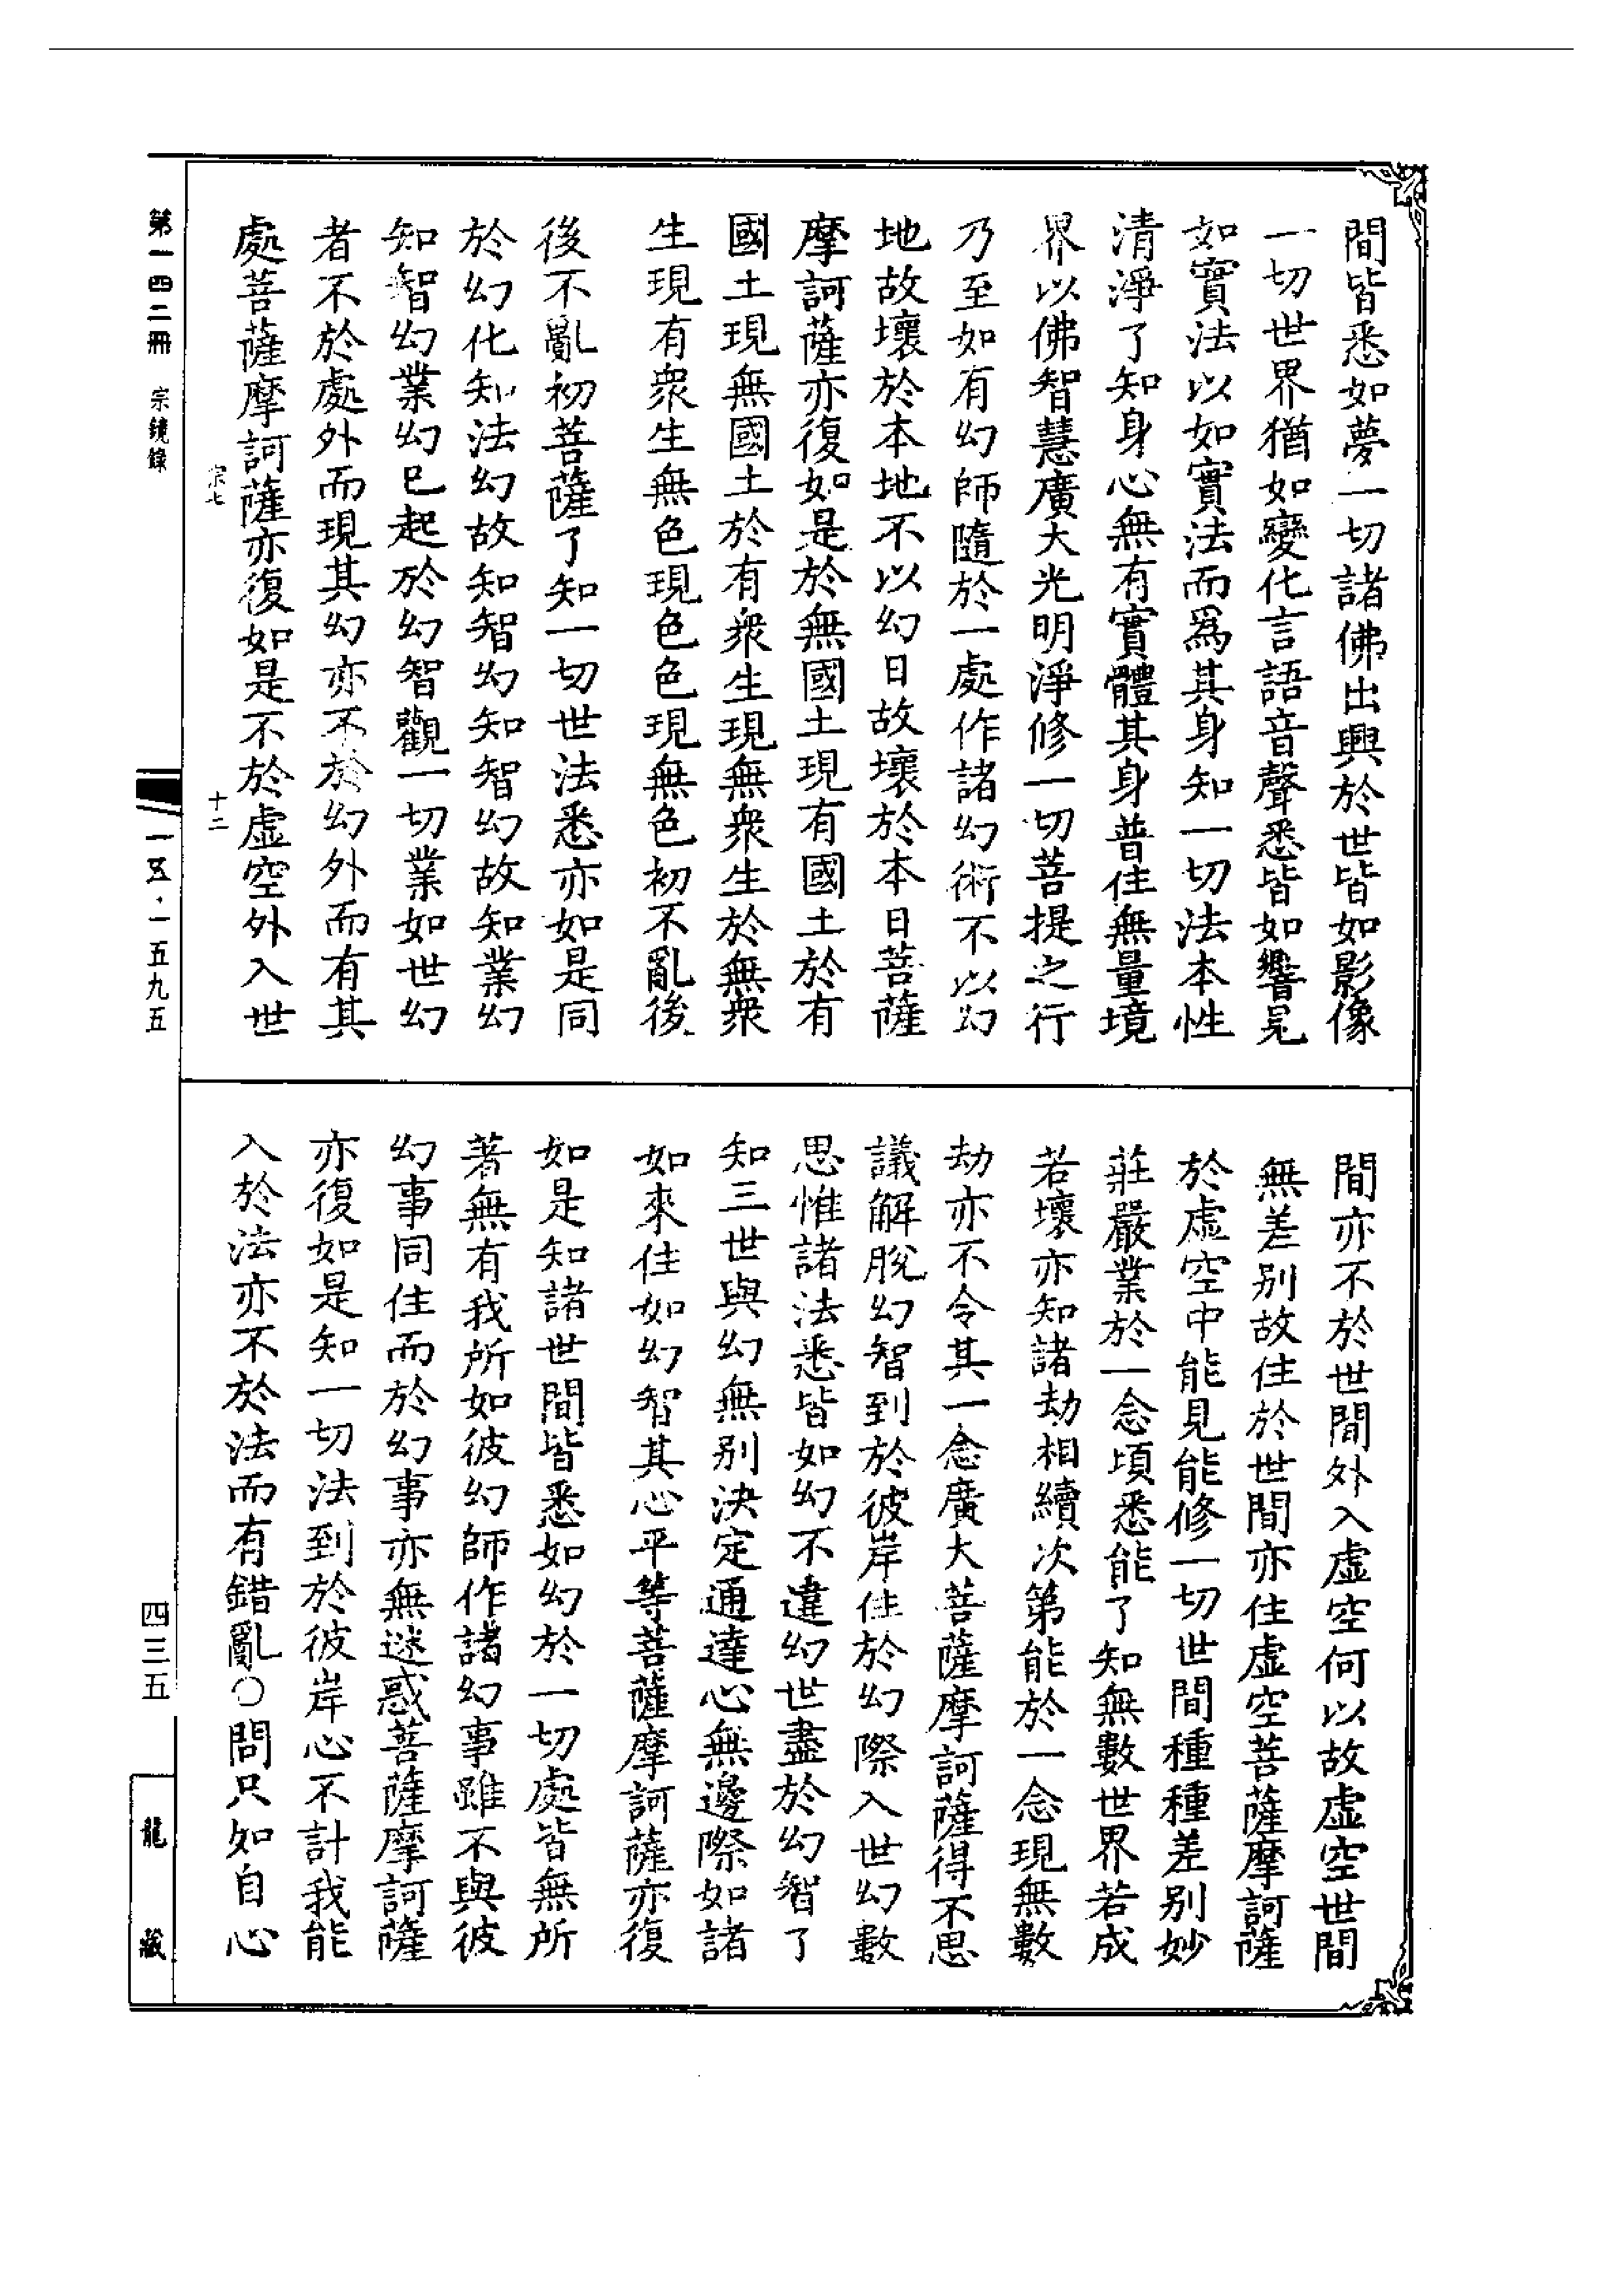 間皆悉如夢一切諸佛出興於世皆如影像
一切世界猶如變化言語音聲悉皆如響見
如實法以如實法而爲其身知一切法本性
清淨了知身心無有實體其身普住無量境
界以佛智慧廣大光明淨修一切菩提之行
乃至如有幻師隨於一處作諸幻術不以幻
地故壞於本地不以幻日故壞於本日菩薩
摩訶薩亦復如是於無國土現有國土於有
國土現無國土於有衆生現無衆生於無衆
生現有衆生無色現色色現無色初不亂後
後不亂初菩薩了知一切世法悉亦如是同
於幻化知法幻故知智幻知智幻故知業幻
知智幻業幻已起於幻智觀一切業如世幻
者不於處外而現其幻亦不於幻外而有其
處菩薩摩訶薩亦復如是不於虛空外入世
間亦不於世間外入虛空何以故虛空世間
無差别故住於世間亦住虛空菩薩摩訶薩
於虛空中能見能修一切世間種種差别妙
莊嚴業於一念頃悉能了知無數世界若成
若壞亦知諸劫相續次第能於一念現無數
劫亦不令其一念廣大菩薩摩訶薩得不思
議解脫幻智到於彼岸住於幻際入世幻數
思惟諸法悉皆如幻不違幻世盡於幻智了
知三世與幻無别決定通達心無邊際如諸
如來住如幻智其心平等菩薩摩訶薩亦復
如是知諸世間皆悉如幻於一切處皆無所
著無有我所如彼幻師作諸幻事雖不與彼
幻事同住而於幻事亦無迷惑菩薩摩訶薩
亦復如是知一切法到於彼岸心不計我能
入於法亦不於法而有錯亂○問只如自心
宗七
十二
第一四二冊 宗鏡錄
一五·一五九五
四三五
龍藏